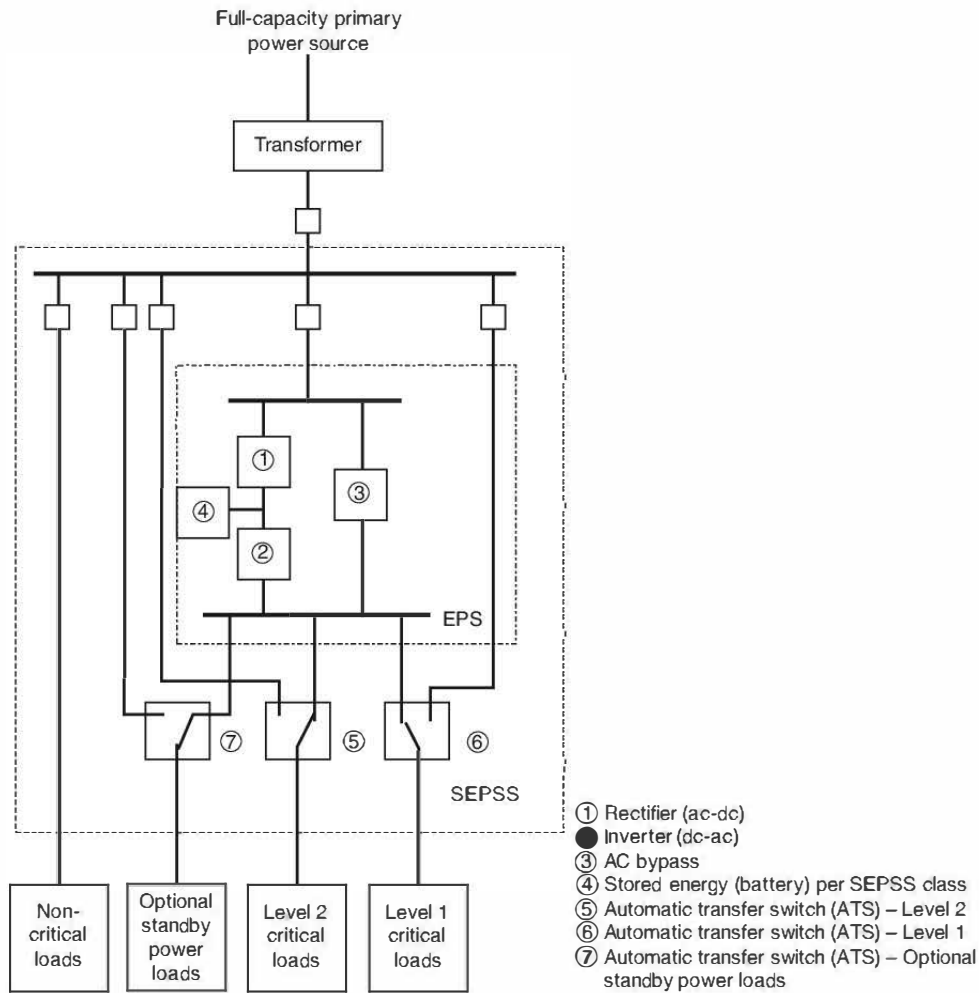 Full-capacity primary
power source
Transformer
①
③
④
②
EPS
⑦
⑤
⑥
SEPSS
Non-
critical
loads
Optional
standby
power
loads
Level 2
critical
loads
Level 1
critical
loads
① Rectifier (ac-dc)
Inverter (dc-ac)
③ AC bypass
④ Stored energy (battery) per SEPSS class
⑤ Automatic transfer switch (ATS) – Level 2
⑥ Automatic transfer switch (ATS) – Level 1
⑦ Automatic transfer switch (ATS) – Optional
standby power loads